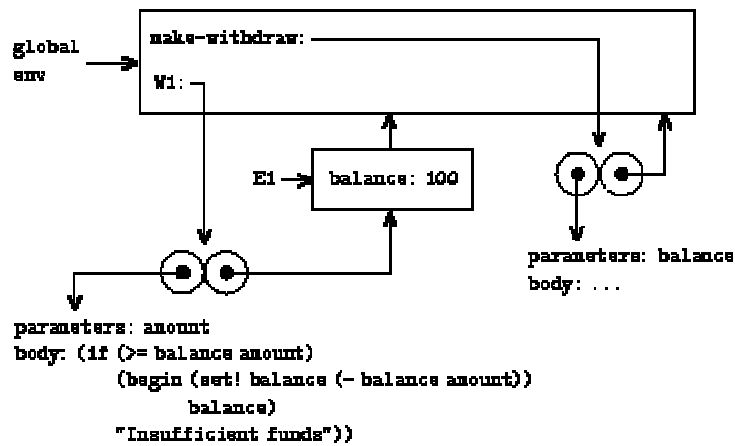 global
env
make-withdraw:
W1:
E1
balance: 100
parameters: balance
body: ...
parameters: amount
body: (if (>= balance amount)
(begin (set! balance (- balance amount))
balance)
"Insufficient funds"))